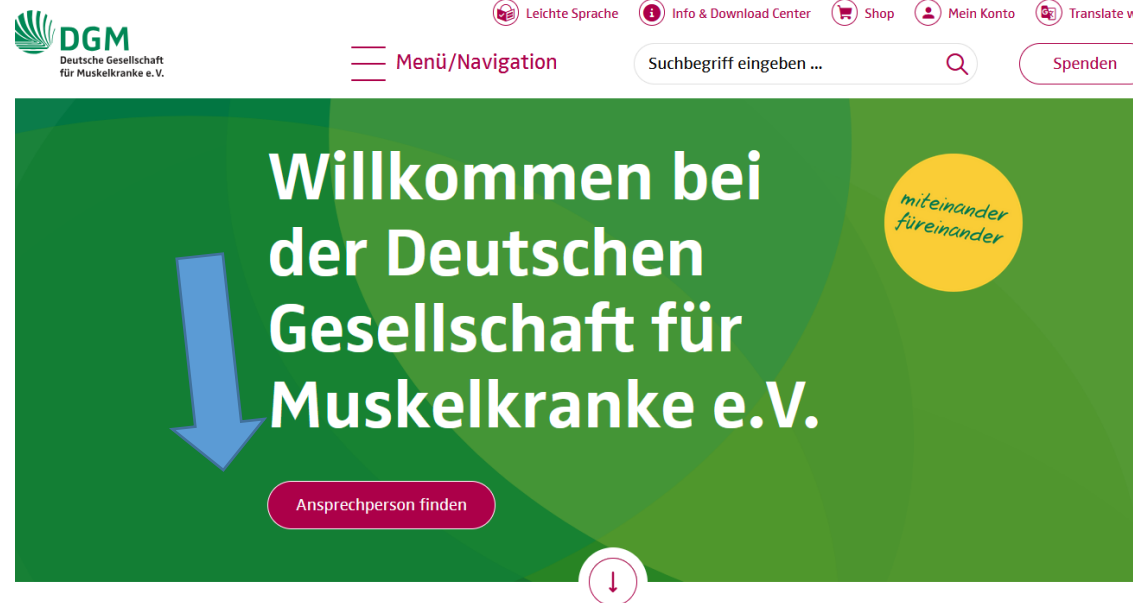 Leichte Sprache Info & Download Center Shop Mein Konto Translate
DGM
Deutsche Gesellschaft
für Muskelkranke e.V.
Menü/Navigation Suchbegriff eingeben ... Spenden
Willkommen bei
der Deutschen
Gesellschaft für
Muskelkranke e.V.
miteinander
füreinander
Ansprechperson finden